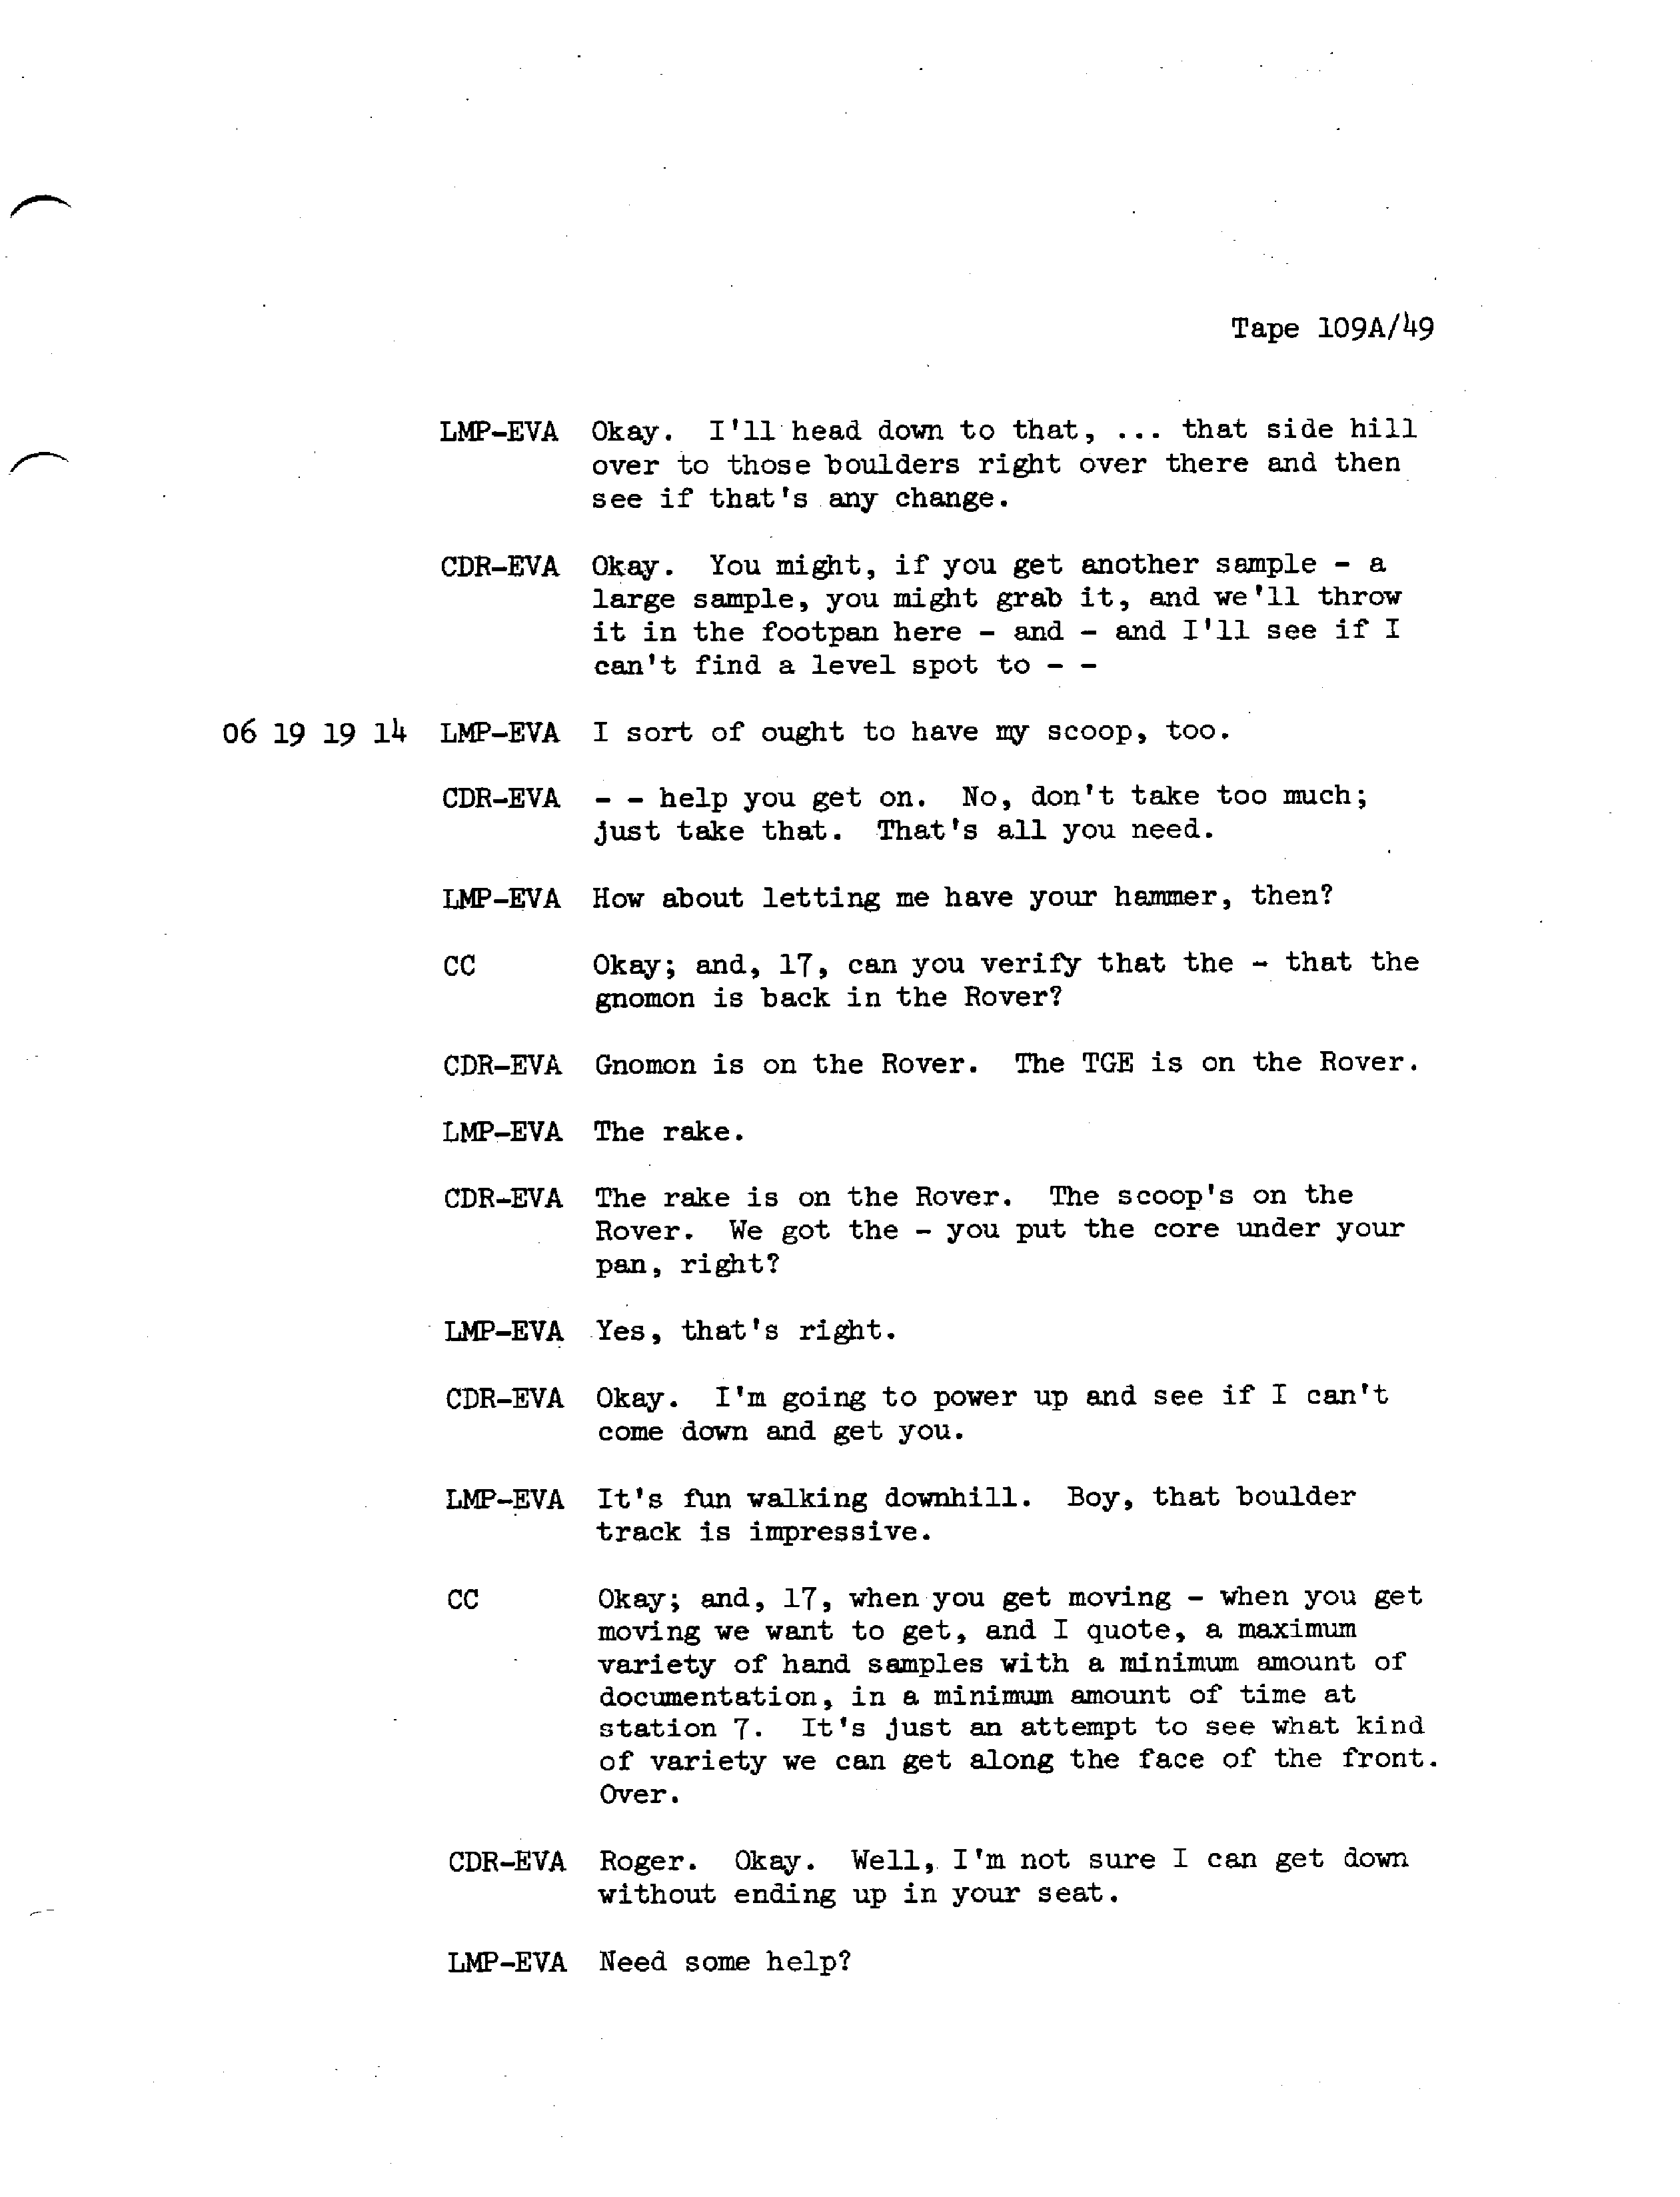 Tape 109A/49
LMP-EVA Okay. I'll head down to that, ... that side hill
over to those boulders right over there and then
see if that's any change.
CDR-EVA Okay. You might, if you get another sample - a
large sample, you might grab it, and we'll throw
it in the footpan here - and - and I'll see if I
can't find a level spot to - -
06 19 19 14 LMP-EVA I sort of ought to have my scoop, too.
CDR-EVA - - help you get on. No, don't take too much;
just take that. That's all you need.
LMP-EVA How about letting me have your hammer, then?
CC Okay; and, 17, can you verify that the - that the
gnomon is back in the Rover?
CDR-EVA Gnomon is on the Rover. The TGE is on the Rover.
LMP-EVA The rake.
CDR-EVA The rake is on the Rover. The scoop's on the
Rover. We got the - you put the core under your
pan, right?
LMP-EVA Yes, that's right.
CDR-EVA Okay. I'm going to power up and see if I can't
come down and get you.
LMP-EVA It's fun walking downhill. Boy, that boulder
track is impressive.
CC Okay; and, 17, when you get moving - when you get
moving we want to get, and I quote, a maximum
variety of hand samples with a minimum amount of
documentation, in a minimum amount of time at
station 7. It's just an attempt to see what kind
of variety we can get along the face of the front.
Over.
CDR-EVA Roger. Okay. Well, I'm not sure I can get down
without ending up in your seat.
LMP-EVA Need some help?